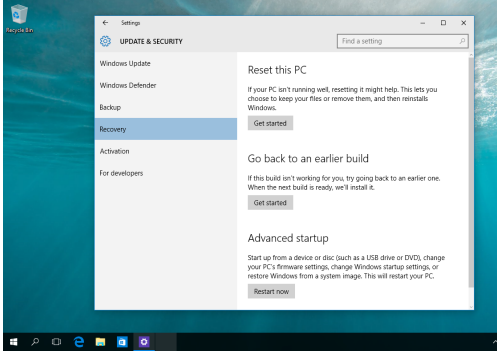 Recycle Bin
Settings
UPDATE & SECURITY
Find a setting
Windows Update
Windows Defender
Backup
Recovery
Activation
For developers
Reset this PC
If your PC isn't running well, resetting it might help. This lets you
choose to keep your files or remove them, and then reinstalls
Windows.
Get started
Go back to an earlier build
If this build isn't working for you, try going back to an earlier one.
When the next build is ready, we'll install it.
Get started
Advanced startup
Start up from a device or disc (such as a USB drive or DVD), change
your PC's firmware settings, change Windows startup settings, or
restore Windows from a system image. This will restart your PC.
Restart now